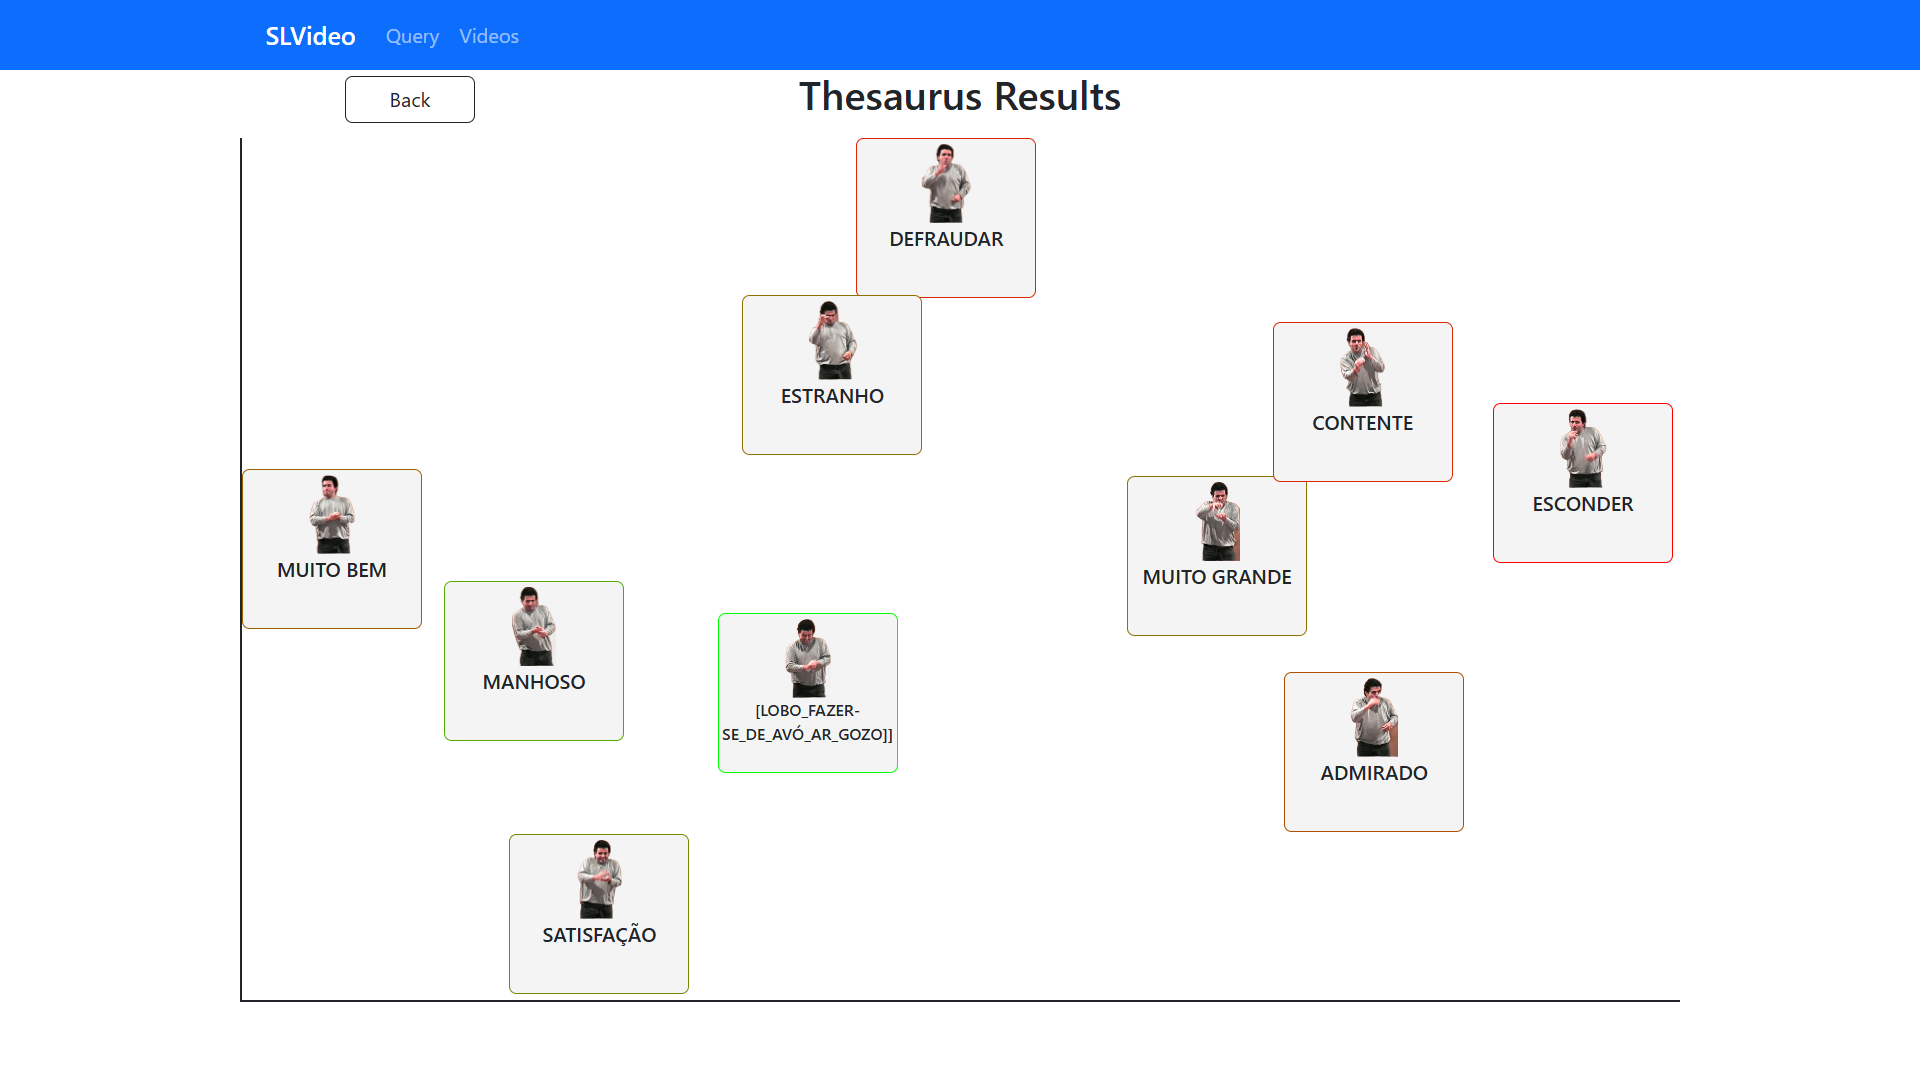 SLVideo Query Videos
Back
Thesaurus Results
DEFRAUDAR
ESTRANHO
CONTENTE
ESCONDER
MUITO BEM
MUITO GRANDE
MANHOSO
[LOBO_FAZER-
SE_DE_AVÓ_AR_GOZO]]
ADMIRADO
SATISFAÇÃO